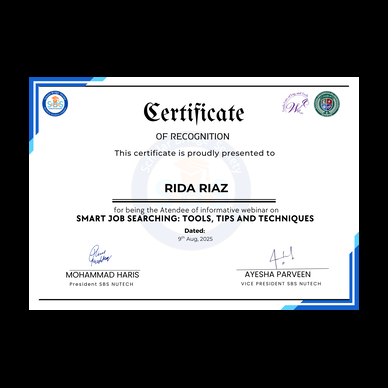 SBS
Certificate
OF RECOGNITION
This certificate is proudly presented to
RIDA RIAZ
for being the Atendee of informative webinar on
SMART JOB SEARCHING: TOOLS, TIPS AND TECHNIQUES
Dated:
9th Aug, 2025
MOHAMMAD HARIS
President SBS NUTECH
AYESHA PARVEEN
VICE PRESIDENT SBS NUTECH